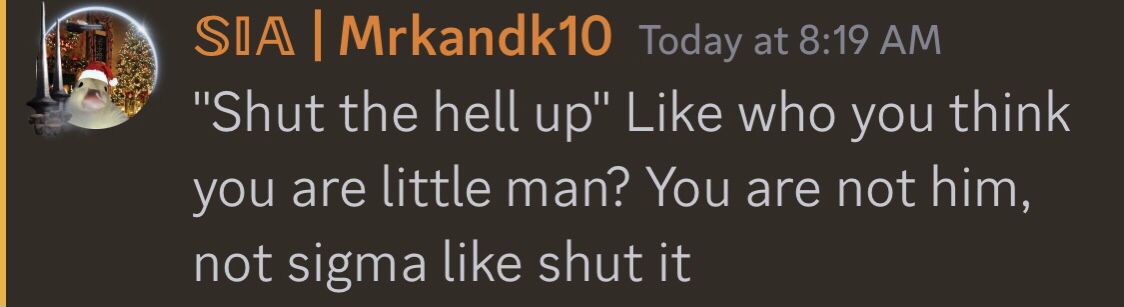 𝕊𝕀𝔸 | Mrkandk10 Today at 8:19 AM
"Shut the hell up" Like who you think
you are little man? You are not him,
not sigma like shut it